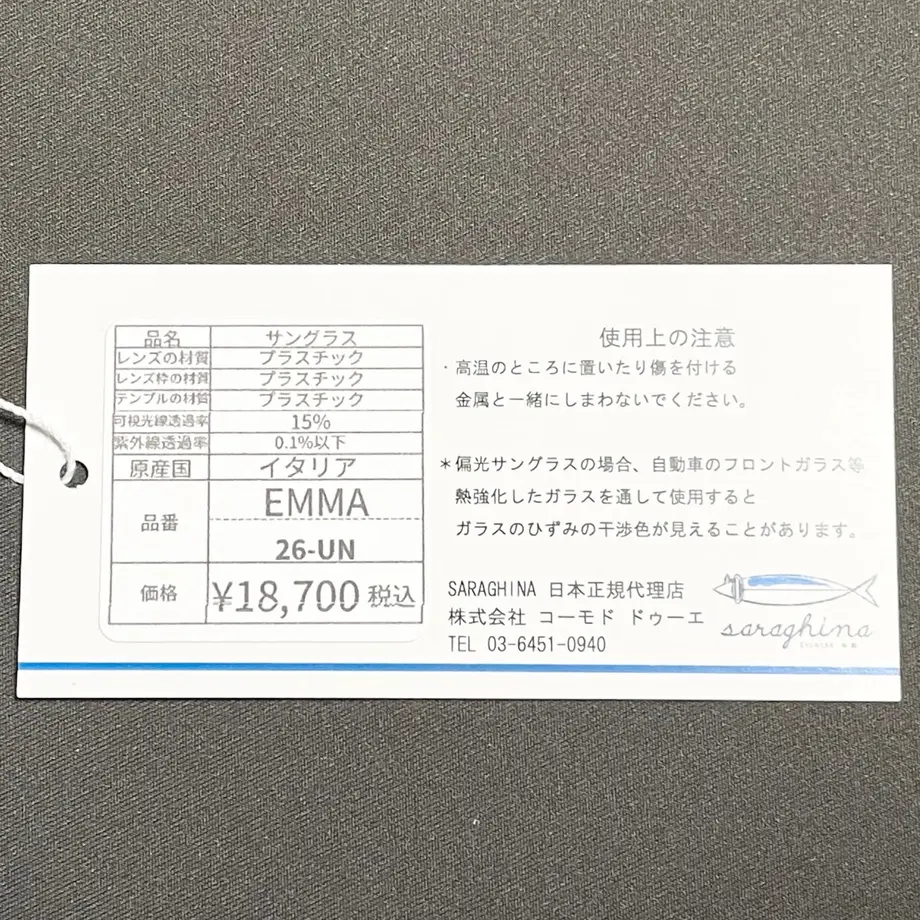 品名 サングラス
レンズの材質 プラスチック
レンズ枠の材質 プラスチック
テンプルの材質 プラスチック
可視光線透過率 15%
紫外線透過率 0.1%以下
原産国 イタリア
品番 EMMA
26-UN
価格 ¥18,700 税込
使用上の注意
・高温のところに置いたり傷を付ける
金属と一緒にしまわないでください。
*偏光サングラスの場合、自動車のフロントガラス等
熱強化したガラスを通して使用すると
ガラスのひずみの干渉色が見えることがあります。
SARAGHINA 日本正規代理店
株式会社 コーモド ドゥーエ
TEL 03-6451-0940
saraghina